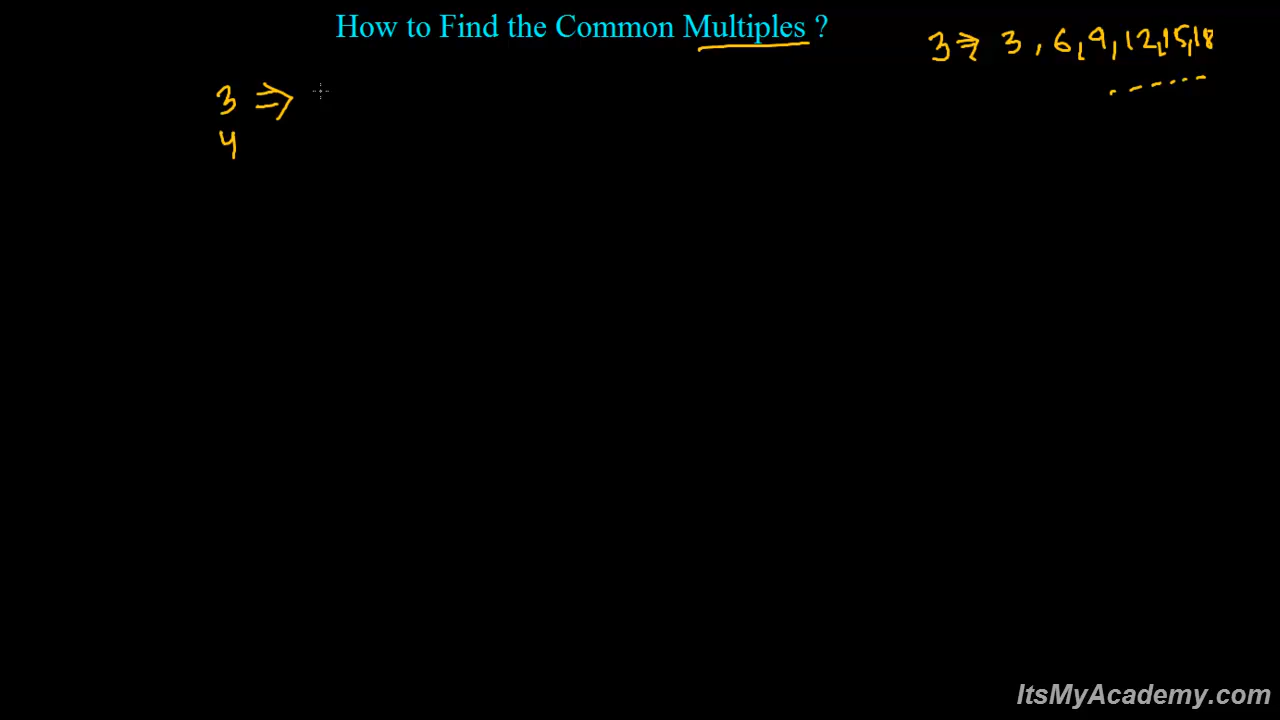 How to Find the Common Multiples ?
3 ⇒ 3, 6, 9, 12, 15, 18
.------
3 ⇒
4
ItsMyAcademy.com